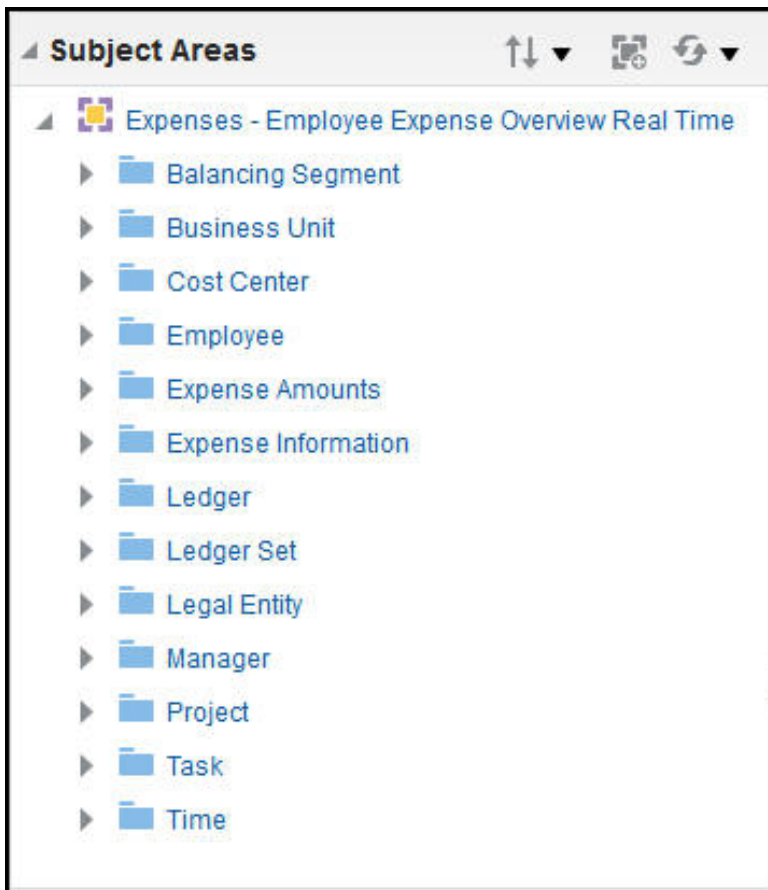 Subject Areas
Expenses - Employee Expense Overview Real Time
Balancing Segment
Business Unit
Cost Center
Employee
Expense Amounts
Expense Information
Ledger
Ledger Set
Legal Entity
Manager
Project
Task
Time